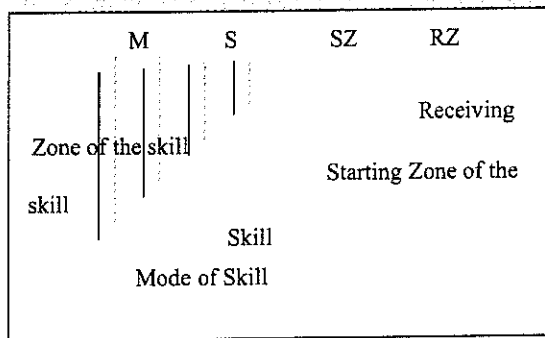 M S SZ RZ
Receiving
Zone of the skill
Starting Zone of the
skill
Skill
Mode of Skill